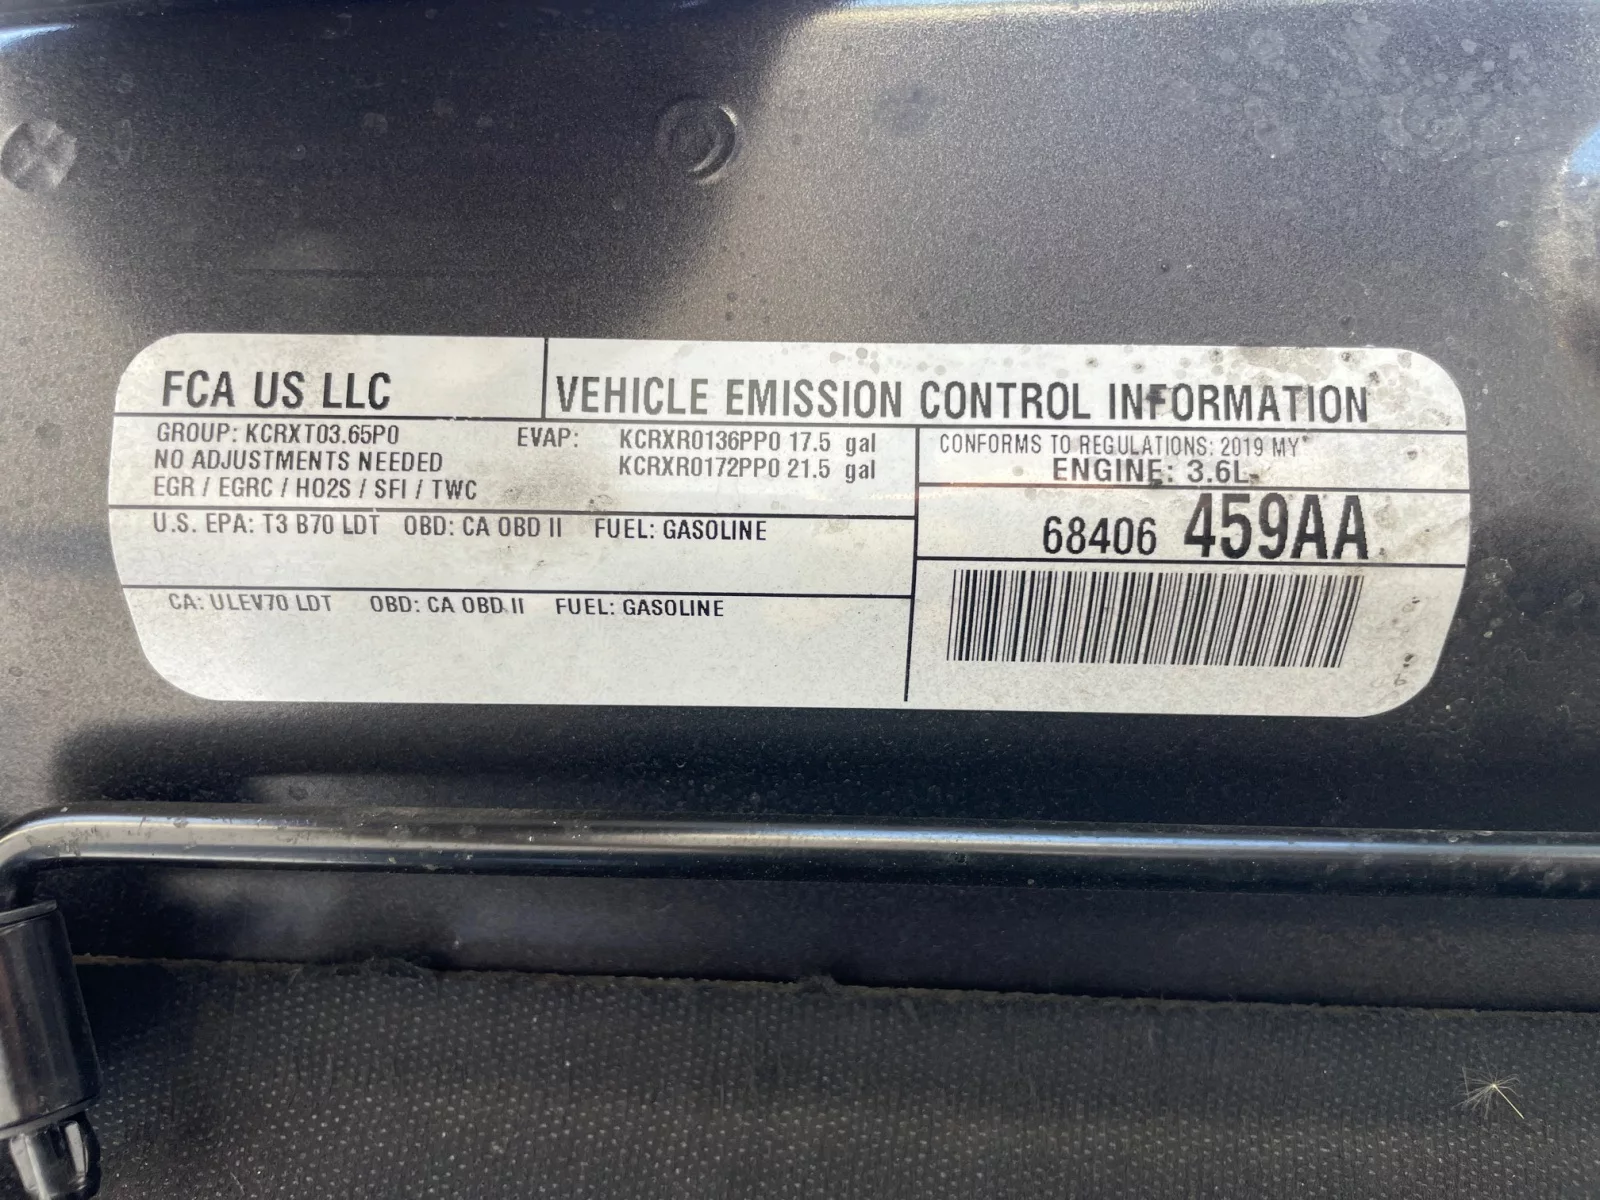 FCA US LLC
VEHICLE EMISSION CONTROL INFORMATION
GROUP: KCRXT03.65P0
NO ADJUSTMENTS NEEDED
EGR / EGRC / HO2S / SFI / TWC
EVAP: KCRXR0136PP0 17.5 gal
KCRXR0172PP0 21.5 gal
CONFORMS TO REGULATIONS: 2019 MY
ENGINE: 3.6L
68406 459AA
U.S. EPA: T3 B70 LDT OBD: CA OBD II FUEL: GASOLINE
CA: ULEV70 LDT OBD: CA OBD II FUEL: GASOLINE